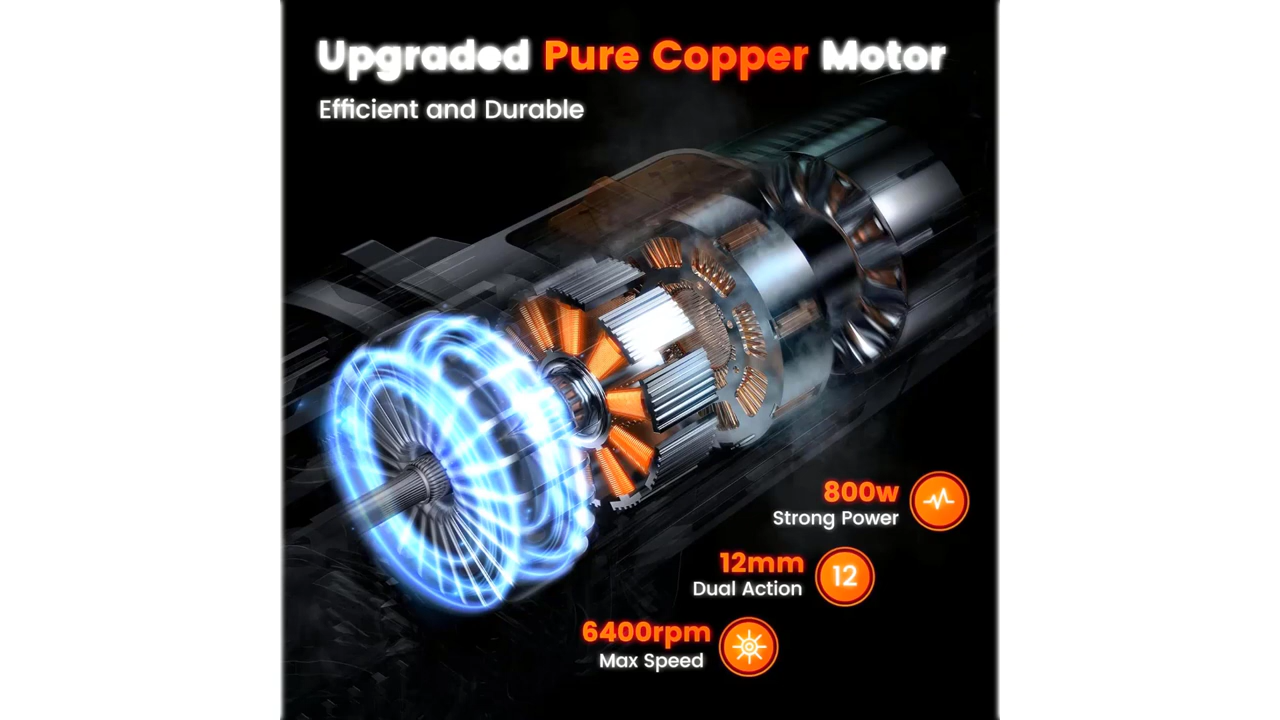 Upgraded Pure Copper Motor
Efficient and Durable
800w
Strong Power
12mm
Dual Action
12
6400rpm
Max Speed